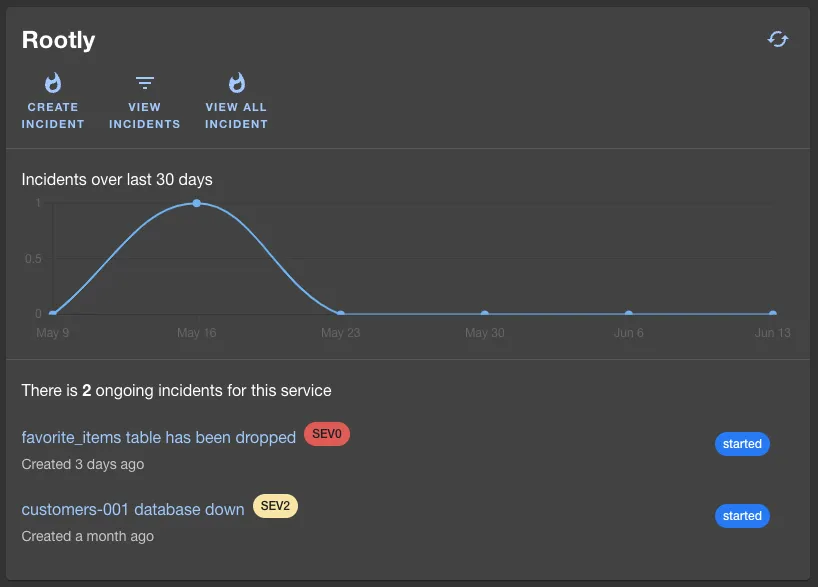 Rootly
CREATE INCIDENT
VIEW INCIDENTS
VIEW ALL INCIDENT
Incidents over last 30 days
1
0.5
0
May 9 May 16 May 23 May 30 Jun 6 Jun 13
There is 2 ongoing incidents for this service
favorite_items table has been dropped SEV0
started
Created 3 days ago
customers-001 database down SEV2
started
Created a month ago